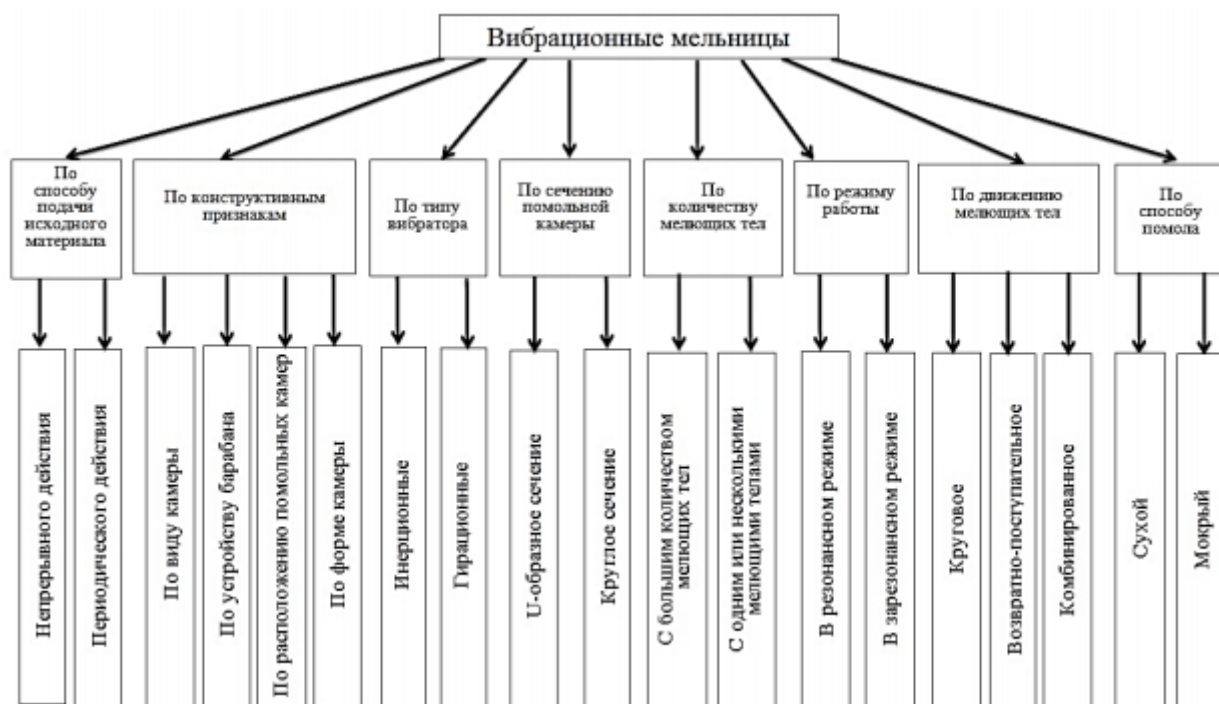 Вибрационные мельницы
По
способу
подачи
исходного
материала
По конструктивным
признакам
По типу
вибратора
По сечению
помольной
камеры
По
количеству
мелющих тел
По режиму
работы
По движению
мелющих тел
По
способу
помола
Непрерывного действия
Периодического действия
По виду камеры
По устройству барабана
По расположению помольных камер
По форме камеры
Инерционные
Гирационные
U-образное сечение
Круглое сечение
С большим количеством
мелющих тел
С одним или несколькими
мелющими телами
В резонансном режиме
В зарезонансном режиме
Круговое
Возвратно-поступательное
Комбинированное
Сухой
Мокрый